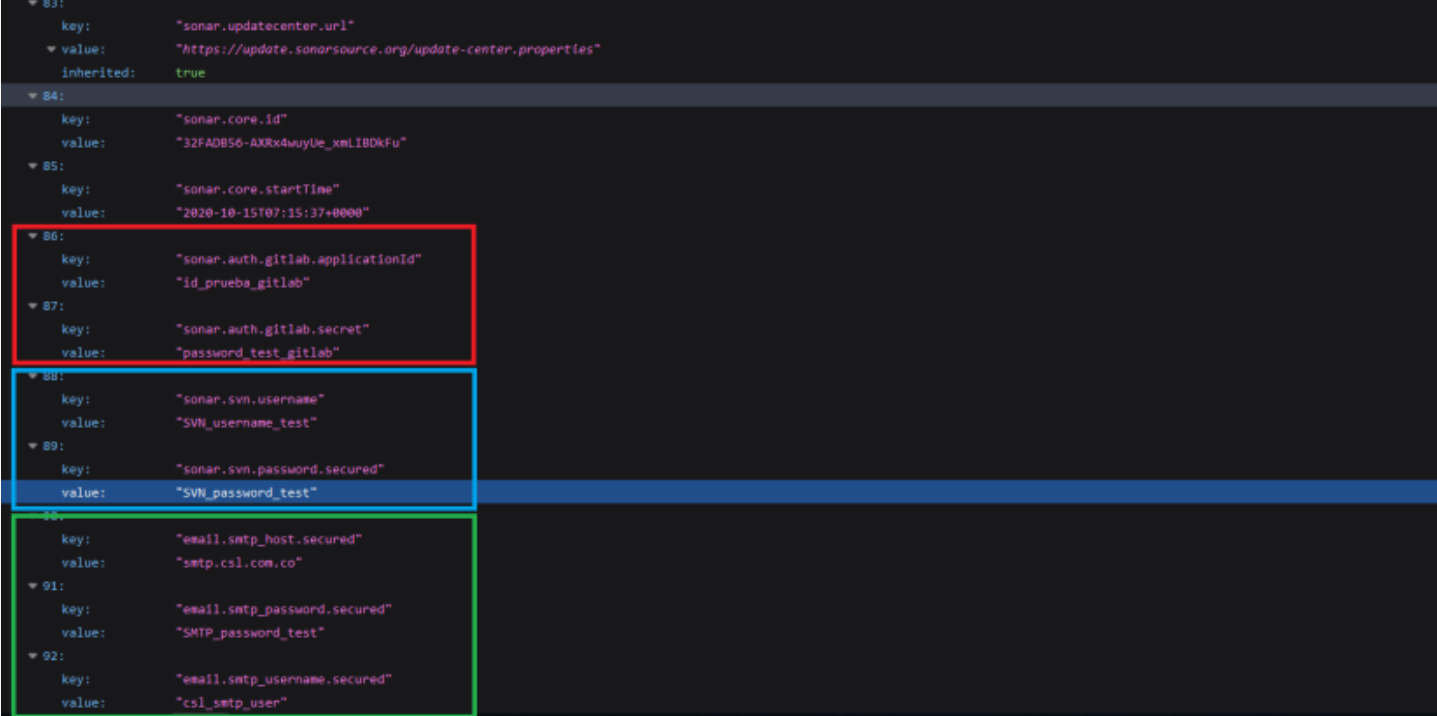 83:
key: "sonar.updatecenter.url"
value: "https://update.sonarsource.org/update-center.properties"
inherited: true
84:
key: "sonar.core.id"
value: "32FADB56-AXRx4wuyUe_xmLIBDkFu"
85:
key: "sonar.core.startTime"
value: "2020-10-15T07:15:37+0000"
86:
key: "sonar.auth.gitlab.applicationId"
value: "id_prueba_gitlab"
87:
key: "sonar.auth.gitlab.secret"
value: "password_test_gitlab"
88:
key: "sonar.svn.username"
value: "SVN_username_test"
89:
key: "sonar.svn.password.secured"
value: "SVN_password_test"
90:
key: "email.smtp_host.secured"
value: "smtp.csl.com.co"
91:
key: "email.smtp_password.secured"
value: "SMTP_password_test"
92:
key: "email.smtp_username.secured"
value: "csl_smtp_user"